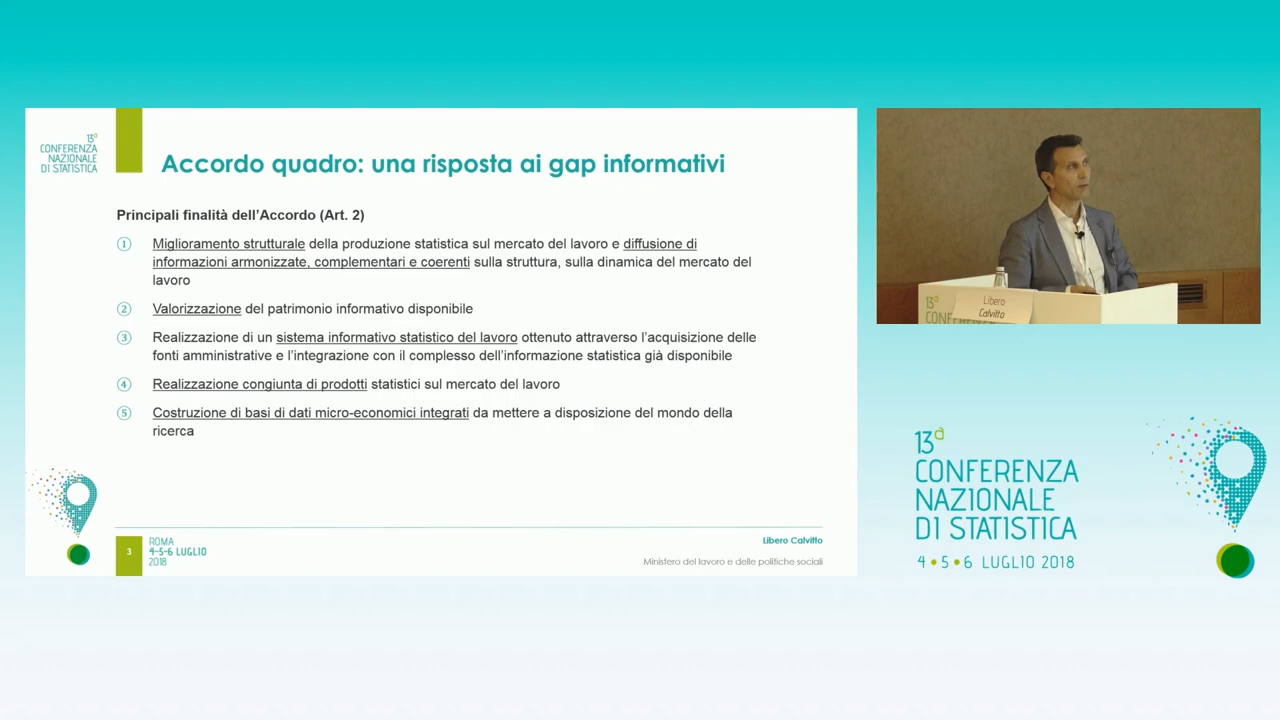 13a
CONFERENZA
NAZIONALE
DI STATISTICA
Accordo quadro: una risposta ai gap informativi
Principali finalità dell'Accordo (Art. 2)
1 Miglioramento strutturale della produzione statistica sul mercato del lavoro e diffusione di
informazioni armonizzate, complementari e coerenti sulla struttura, sulla dinamica del mercato del
lavoro
2 Valorizzazione del patrimonio informativo disponibile
3 Realizzazione di un sistema informativo statistico del lavoro ottenuto attraverso l'acquisizione delle
fonti amministrative e l'integrazione con il complesso dell'informazione statistica già disponibile
4 Realizzazione congiunta di prodotti statistici sul mercato del lavoro
5 Costruzione di basi di dati micro-economici integrati da mettere a disposizione del mondo della
ricerca
3
ROMA
4-5-6 LUGLIO
2018
Libero Calvitto
Ministero del lavoro e delle politiche sociali
13a
Libero
Calvitto
13a
CONFERENZA
NAZIONALE
DI STATISTICA
4•5•6 LUGLIO 2018